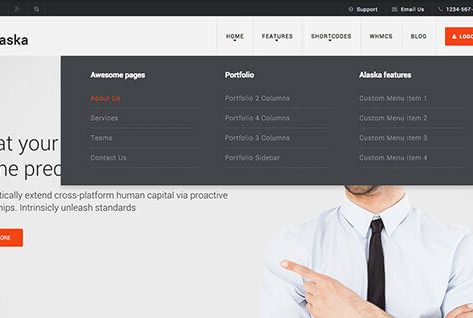 Support Email Us 1234-567-
aska HOME FEATURES SHORTCODES WHMCS BLOG LOG
Awesome pages Portfolio Alaska features
About Us Portfolio 2 Columns Custom Menu Item 1
Services Portfolio 4 Columns Custom Menu Item 2
Teams Portfolio 3 Columns Custom Menu Item 3
Contact Us Portfolio Sidebar Custom Menu Item 4
at your
ne pred
tically extend cross-platform human capital via proactive
hips. Intrinsicly unleash standards
ORE